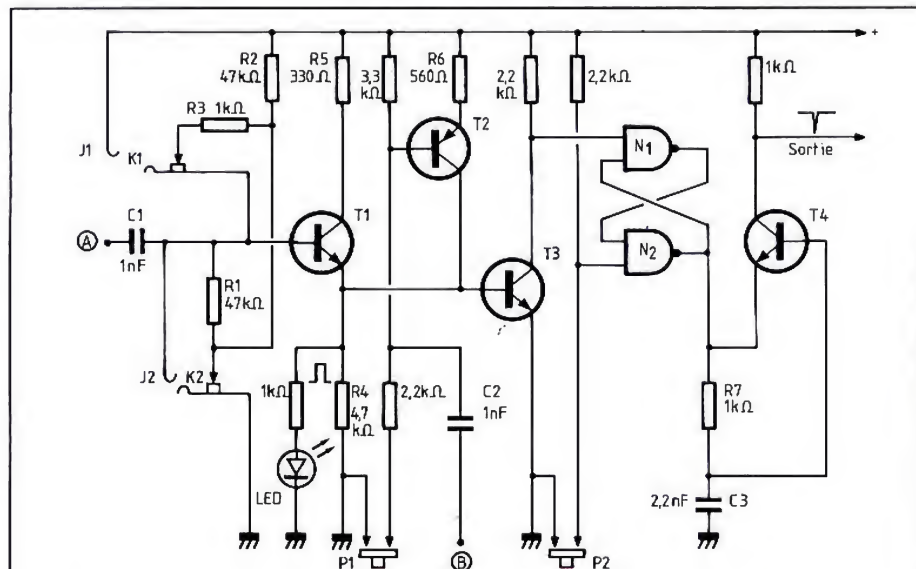 R2
47kΩ
R5
330Ω
3,3
kΩ
R6
560Ω
2,2
kΩ
2,2kΩ
1kΩ
R3 1kΩ
T2
N1
Sortie
J1
K1
C1
T1
T4
A
1nF
N2
T3
R1
47kΩ
J2
K2
1kΩ
R4
4,7
kΩ
2,2kΩ
C2
1nF
R7
1kΩ
LED
2,2nF
C3
P1
B
P2
+